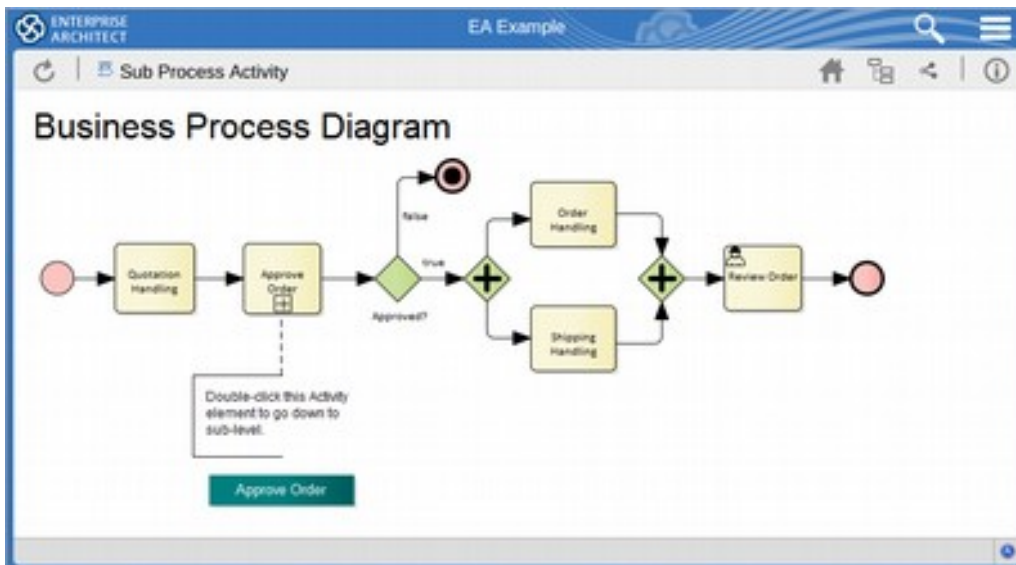 ENTERPRISE
ARCHITECT
EA Example
Sub Process Activity
Business Process Diagram
false
Order
Handling
true
Quotation
Handling
Approve
Order
Review Order
Approved?
Shipping
Handling
Double-click this Activity
element to go down to
sub-level.
Approve Order